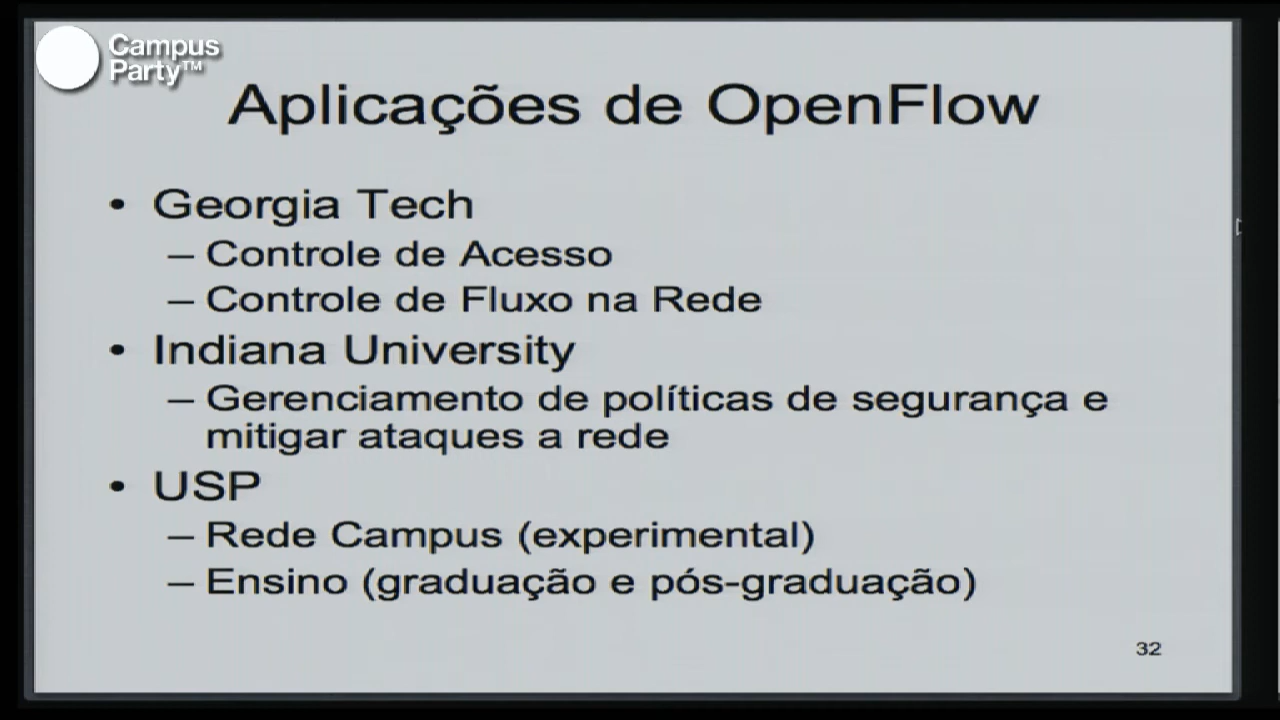 Campus
Party™
Aplicações de OpenFlow
• Georgia Tech
– Controle de Acesso
– Controle de Fluxo na Rede
• Indiana University
– Gerenciamento de políticas de segurança e
mitigar ataques a rede
• USP
– Rede Campus (experimental)
– Ensino (graduação e pós-graduação)
32